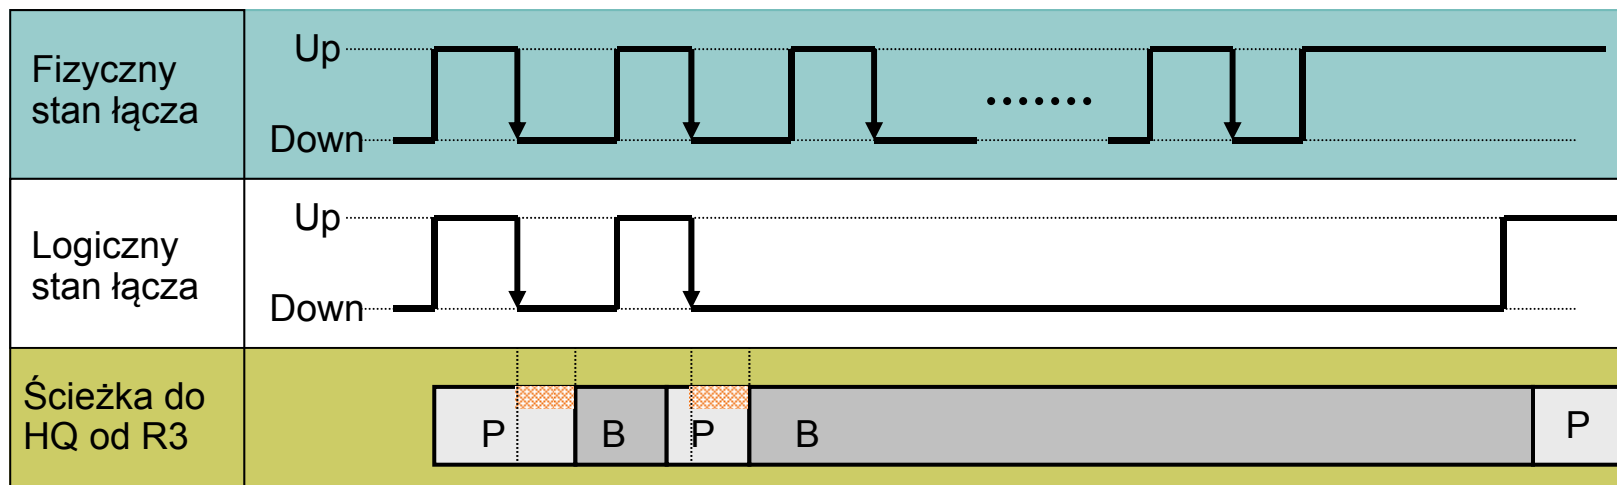 Fizyczny
stan łącza
Up
Down
Logiczny
stan łącza
Up
Down
Ścieżka do
HQ od R3
P B P B P